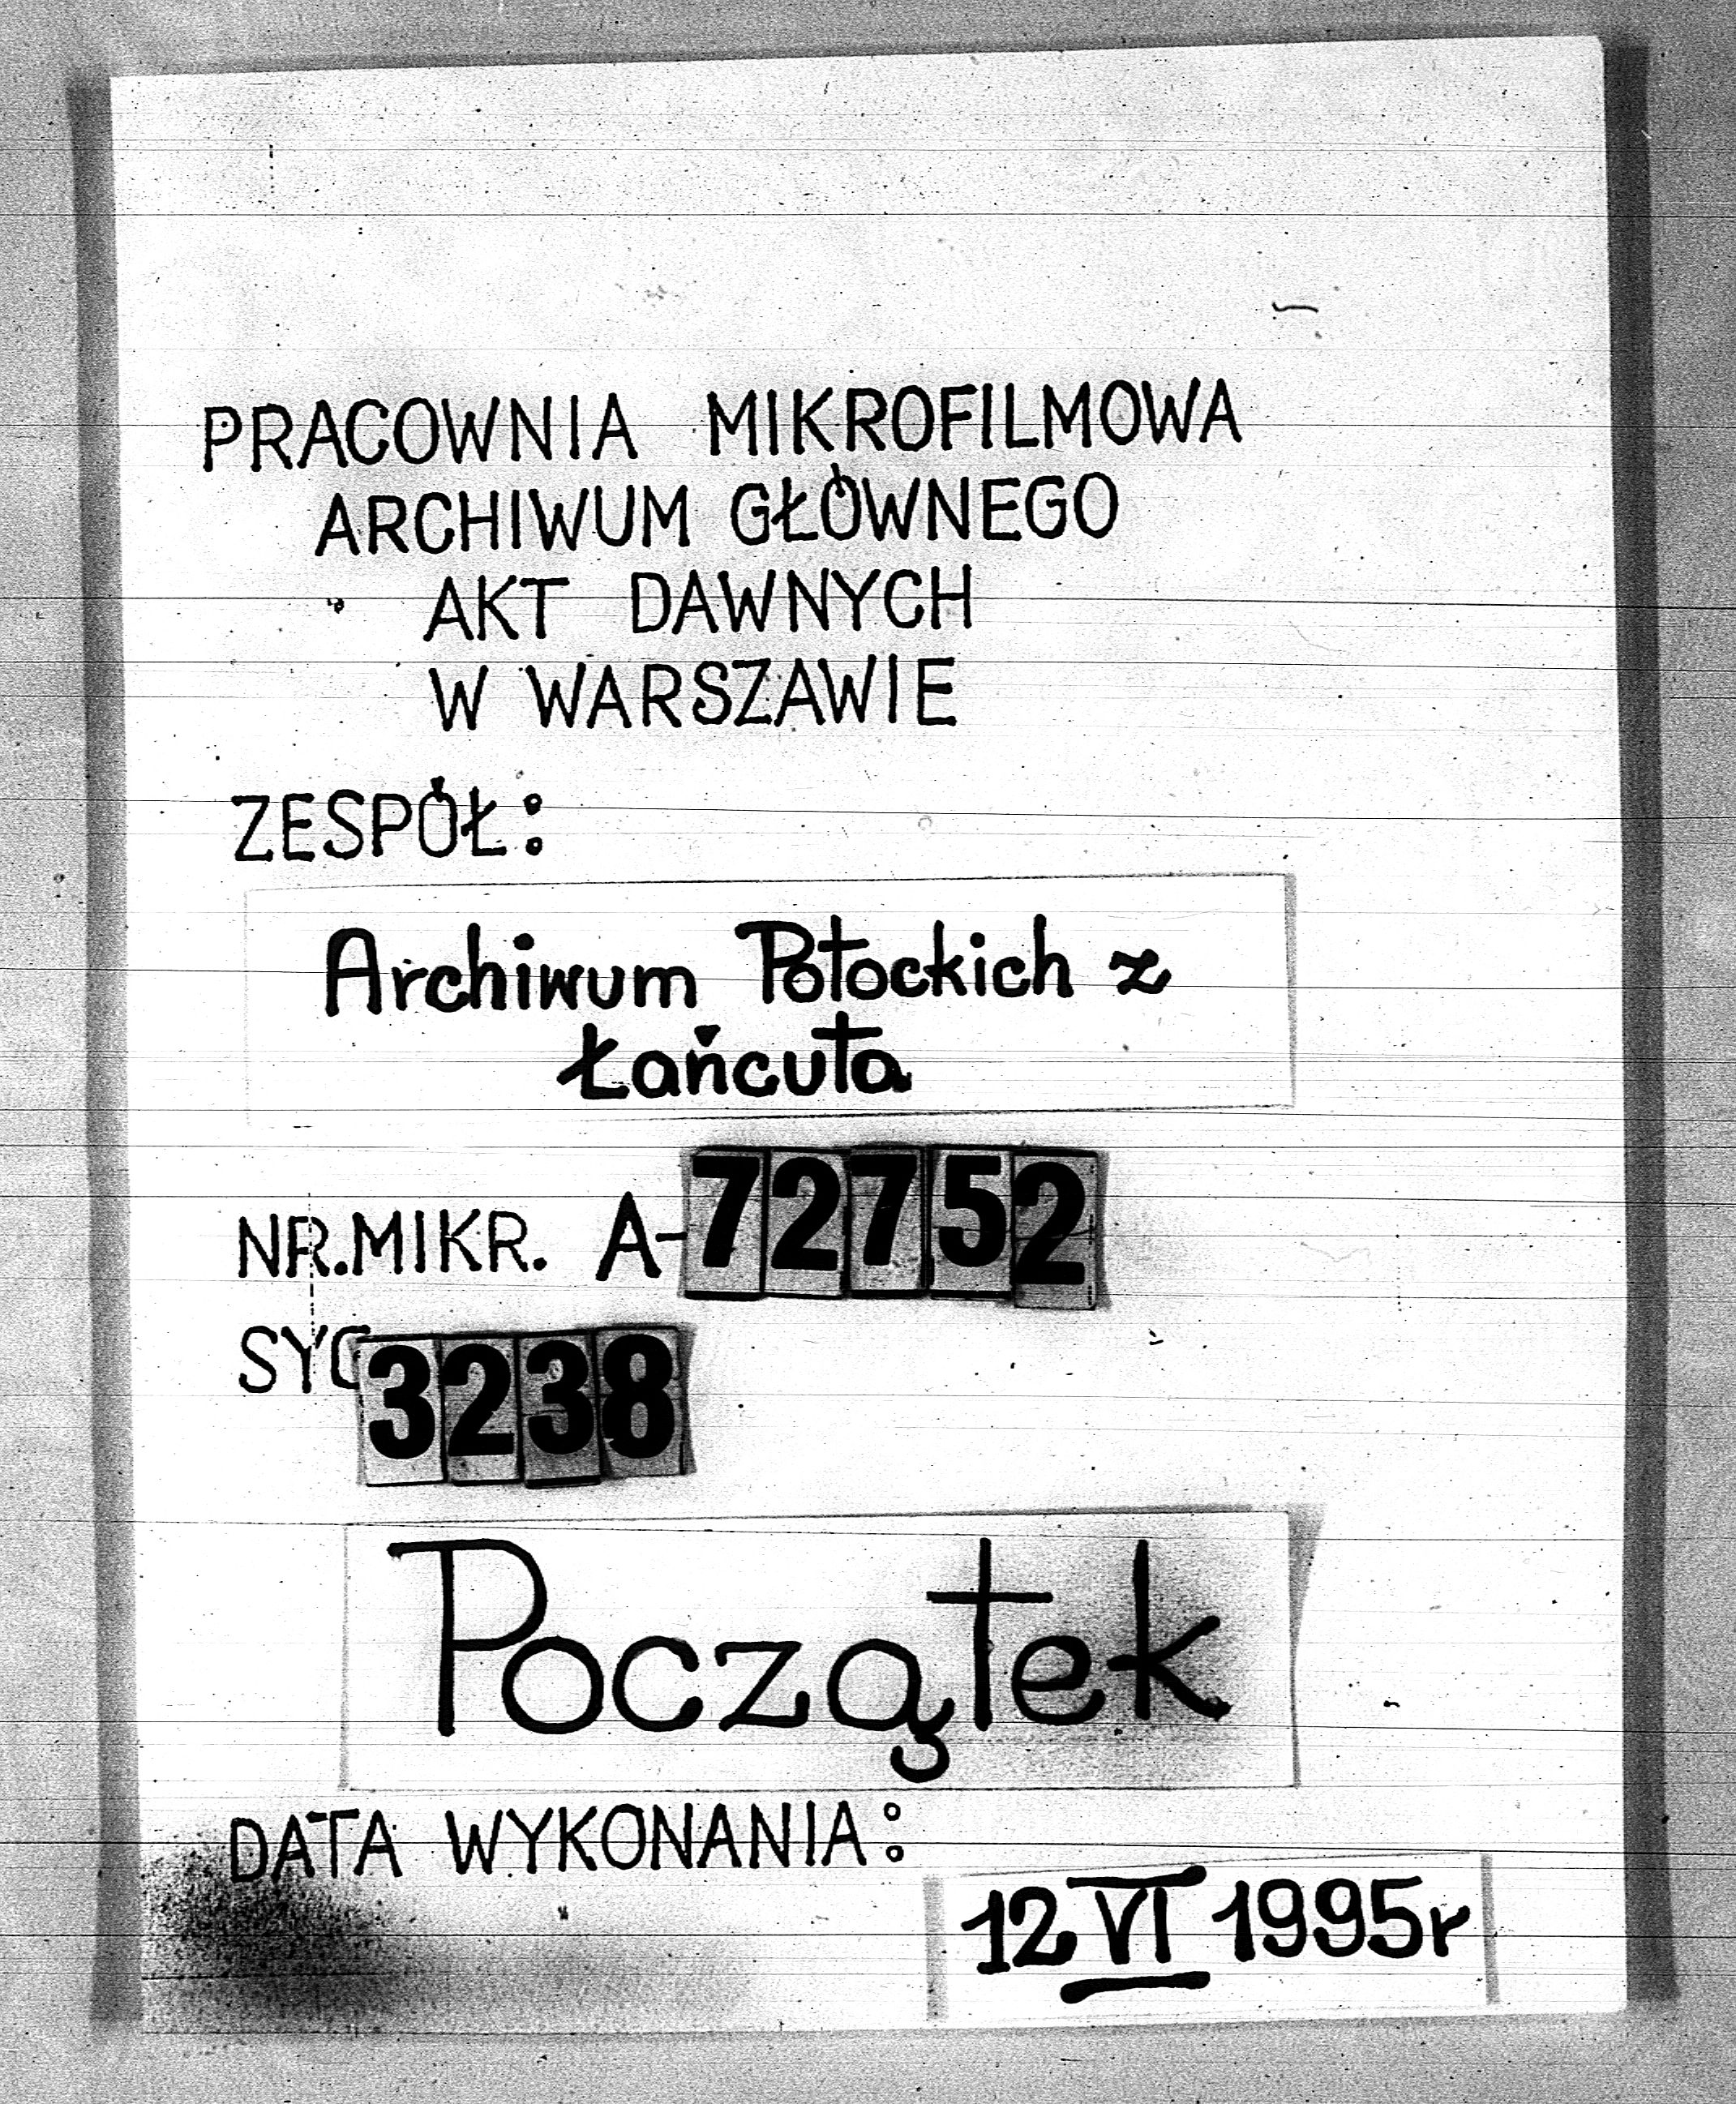 PRACOWNIA MIKROFILMOWA
ARCHIWUM GŁÓWNEGO
AKT DAWNYCH
W WARSZAWIE
ZESPÓŁ:
Archiwum Potockich z
Łańcuta
NR.MIKR. A-72752
SYG 3238
Początek
DATA WYKONANIA:
12 VI 1995r